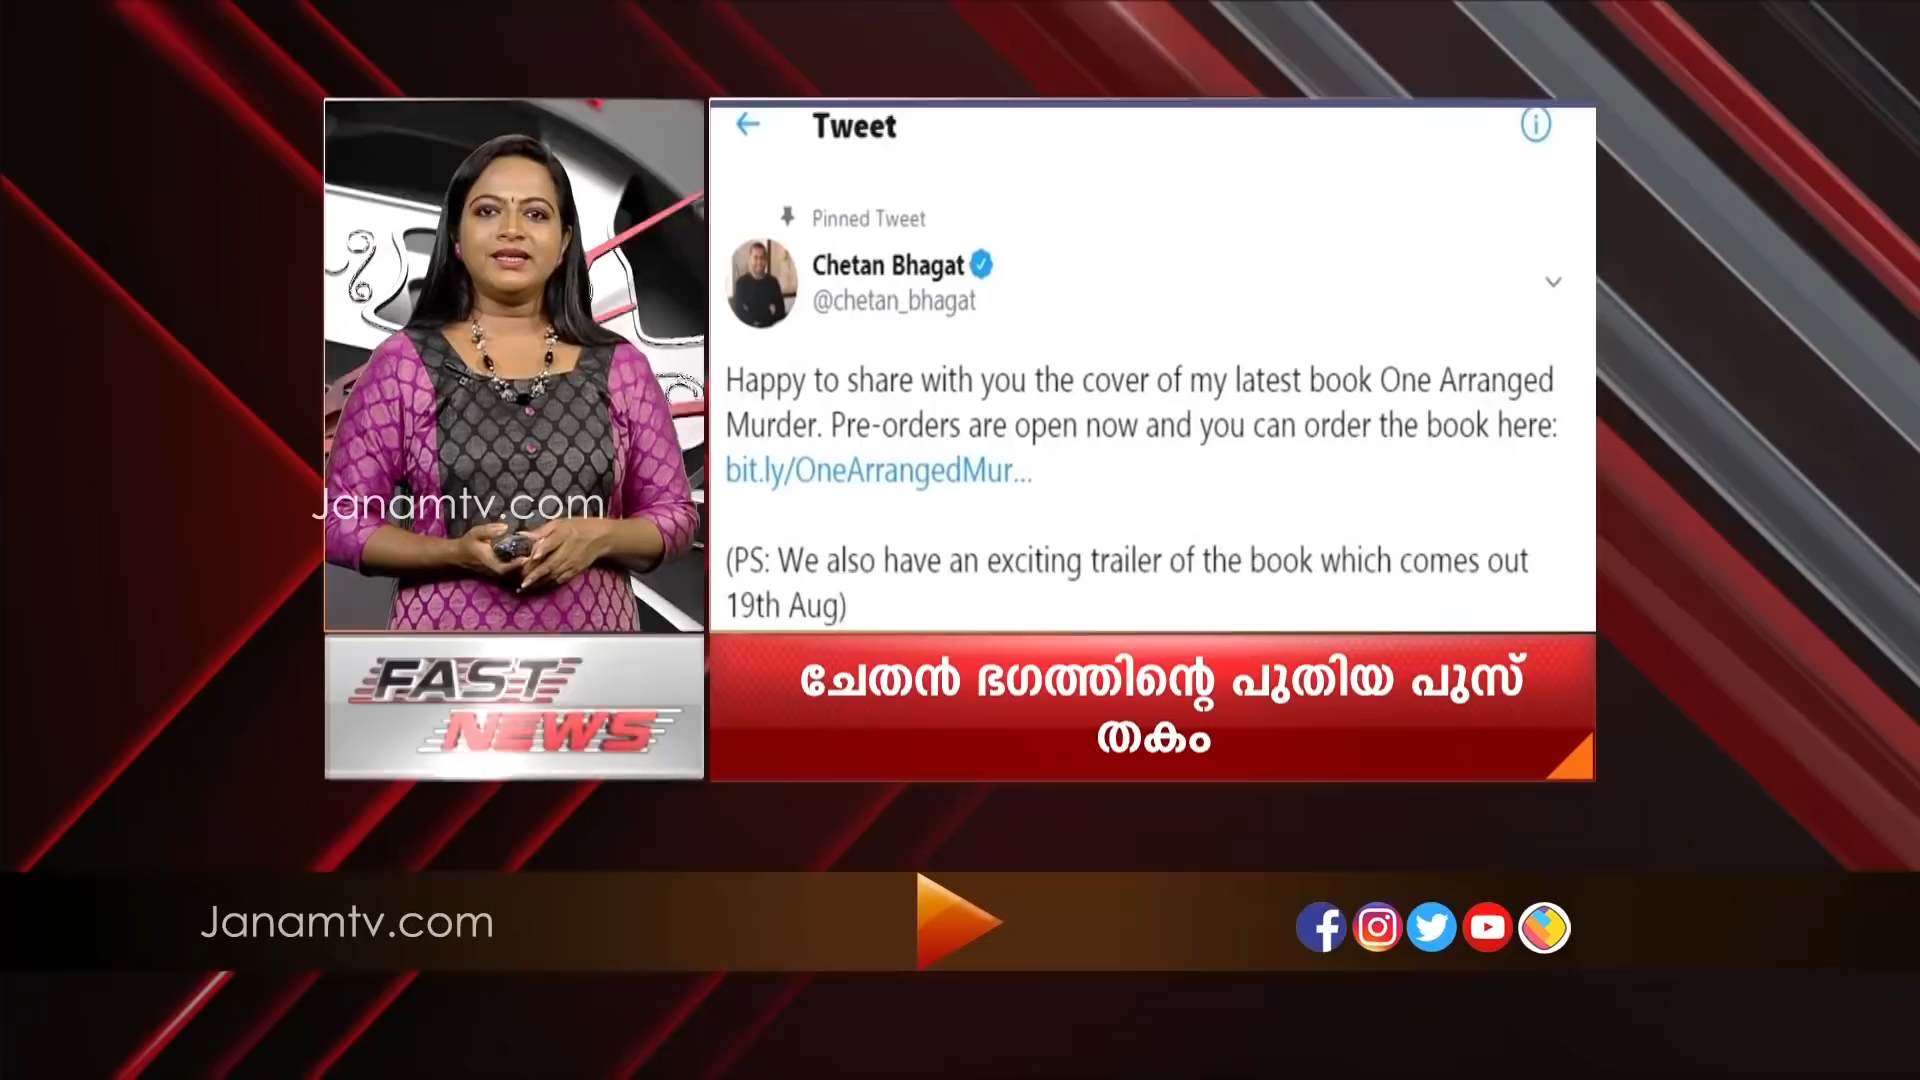 Tweet
Pinned Tweet
Chetan Bhagat
@chetan_bhagat
Happy to share with you the cover of my latest book One Arranged
Murder. Pre-orders are open now and you can order the book here:
bit.ly/OneArrangedMur...
(PS: We also have an exciting trailer of the book which comes out
19th Aug)
Janamtv.com
FAST
NEWS
ചേതൻ ഭഗത്തിന്റെ പുതിയ പുസ്
തകം
Janamtv.com